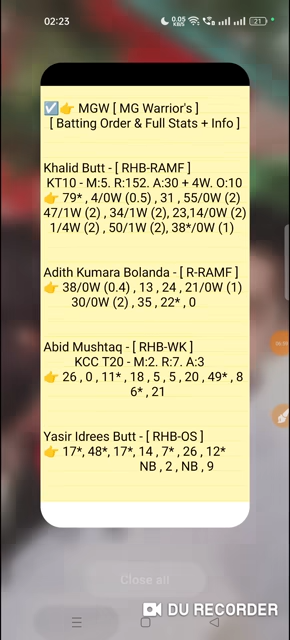 02:23
0.05
KB/S
21
☑👉 MGW [ MG Warrior's ]
[ Batting Order & Full Stats + Info ]
Khalid Butt - [ RHB-RAMF ]
KT10 - M:5. R:152. A:30 + 4W. O:10
👉 79* , 4/0W (0.5) , 31 , 55/0W (2)
47/1W (2) , 34/1W (2) , 23,14/0W (2)
1/4W (2) , 50/1W (2), 38*/0W (1)
Adith Kumara Bolanda - [ R-RAMF ]
👉 38/0W (0.4) , 13 , 24 , 21/0W (1)
30/0W (2) , 35 , 22* , 0
Abid Mushtaq - [ RHB-WK ]
KCC T20 - M:2. R:7. A:3
👉 26 , 0 , 11* , 18 , 5 , 5 , 20 , 49* , 8
6* , 21
Yasir Idrees Butt - [ RHB-OS ]
👉 17*, 48*, 17*, 14 , 7* , 26 , 12*
NB , 2 , NB , 9
Close all
DU RECORDER